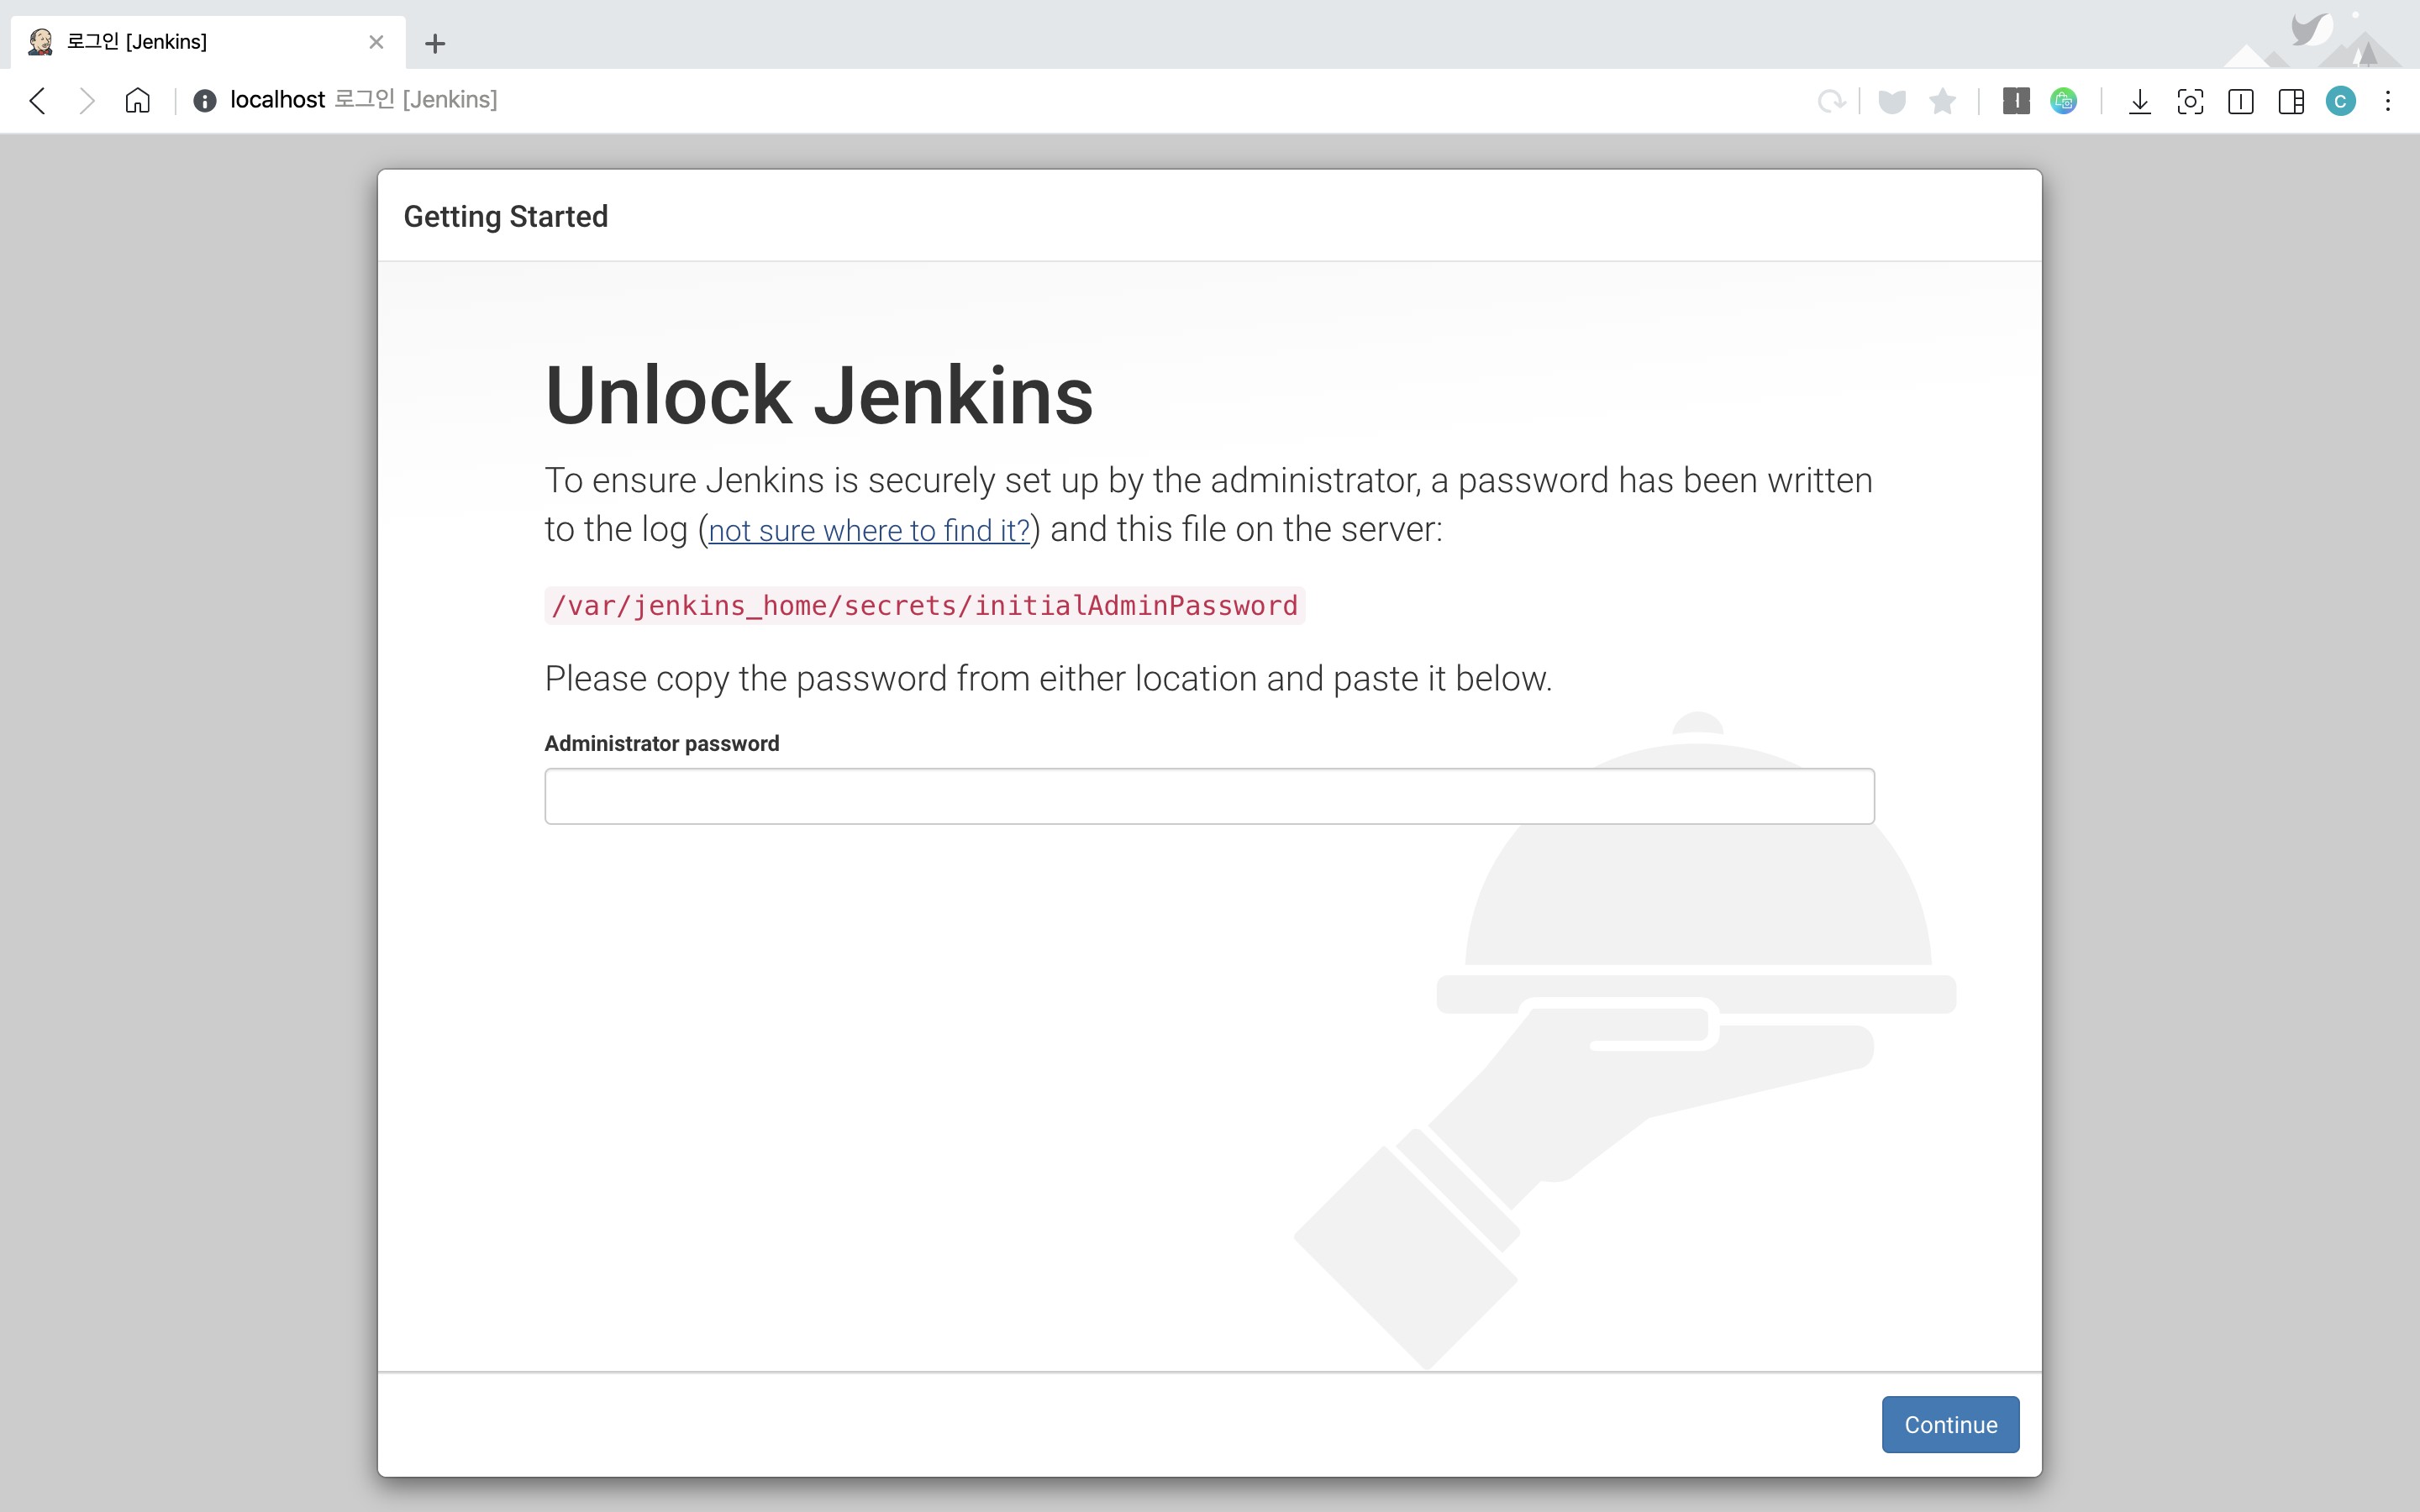 로그인 [Jenkins]
localhost 로그인 [Jenkins]
C
Getting Started
Unlock Jenkins
To ensure Jenkins is securely set up by the administrator, a password has been written
to the log (not sure where to find it?) and this file on the server:
/var/jenkins_home/secrets/initialAdminPassword
Please copy the password from either location and paste it below.
Administrator password
Continue